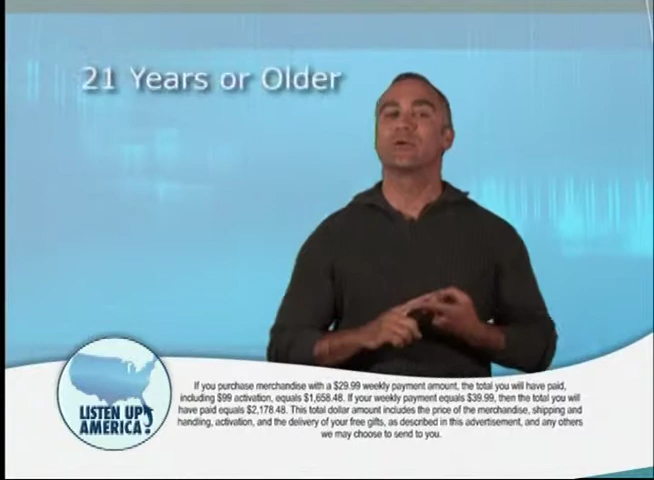 21 Years or Older
If you purchase merchandise with a $29.99 weekly payment amount, the total you will have paid,
including $99 activation, equals $1,658.48. If your weekly payment equals $39.99, then the total you will
have paid equals $2,178.48. This total dollar amount includes the price of the merchandise, shipping and
handling, activation, and the delivery of your free gifts, as described in this advertisement, and any others
we may choose to send to you.
LISTEN UP
AMERICA!